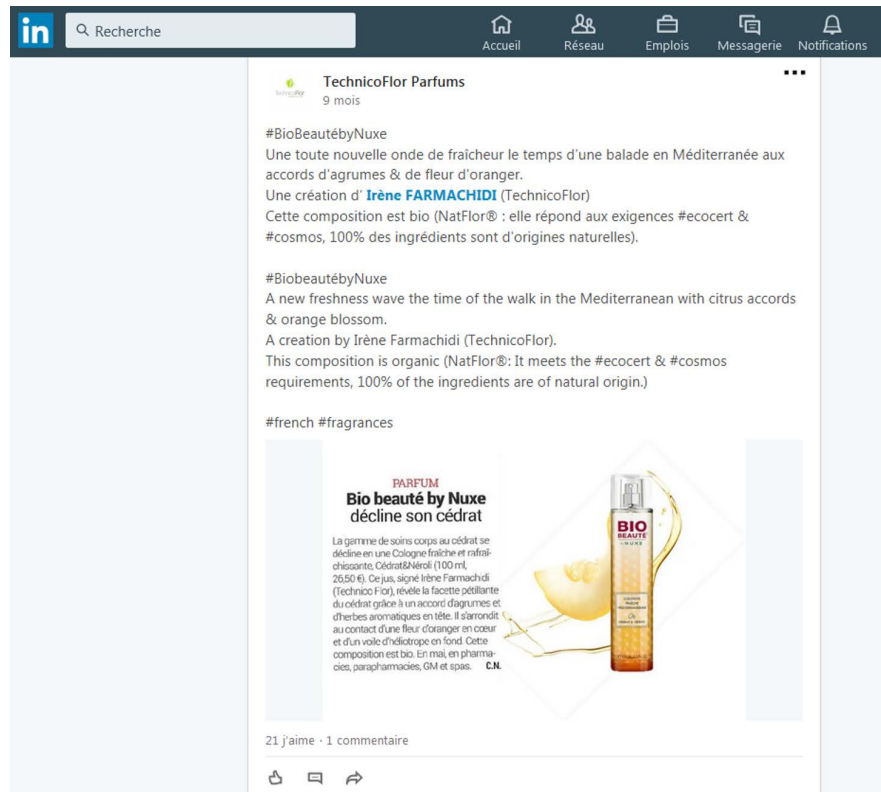 in
Recherche
Accueil
Réseau
Emplois
Messagerie
Notifications
TechnicoFlor Parfums
9 mois
#BioBeautébyNuxe
Une toute nouvelle onde de fraîcheur le temps d'une balade en Méditerranée aux
accords d'agrumes & de fleur d'oranger.
Une création d' Irène FARMACHIDI (TechnicoFlor)
Cette composition est bio (NatFlor® : elle répond aux exigences #ecocert &
#cosmos, 100% des ingrédients sont d'origines naturelles).
#BiobeautébyNuxe
A new freshness wave the time of the walk in the Mediterranean with citrus accords
& orange blossom.
A creation by Irène Farmachidi (TechnicoFlor).
This composition is organic (NatFlor®: It meets the #ecocert & #cosmos
requirements, 100% of the ingredients are of natural origin.)
#french #fragrances
PARFUM
Bio beauté by Nuxe
décline son cédrat
La gamme de soins corps au cédrat se
décline en une Cologne fraîche et rafraî-
chissante, Cédrat&Néroli (100 ml,
26,50 €). Ce jus, signé Irène Farmachidi
(Technico Flor), révèle la facette pétillante
du cédrat grâce à un accord d'agrumes et
d'herbes aromatiques en tête. Il s'arrondit
au contact d'une fleur d'oranger en cœur
et d'un voile d'héliotrope en fond. Cette
composition est bio. En mai, en pharma-
cies, parapharmacies, GM et spas. C.N.
BIO
BEAUTÉ
by NUXE
21 j'aime · 1 commentaire